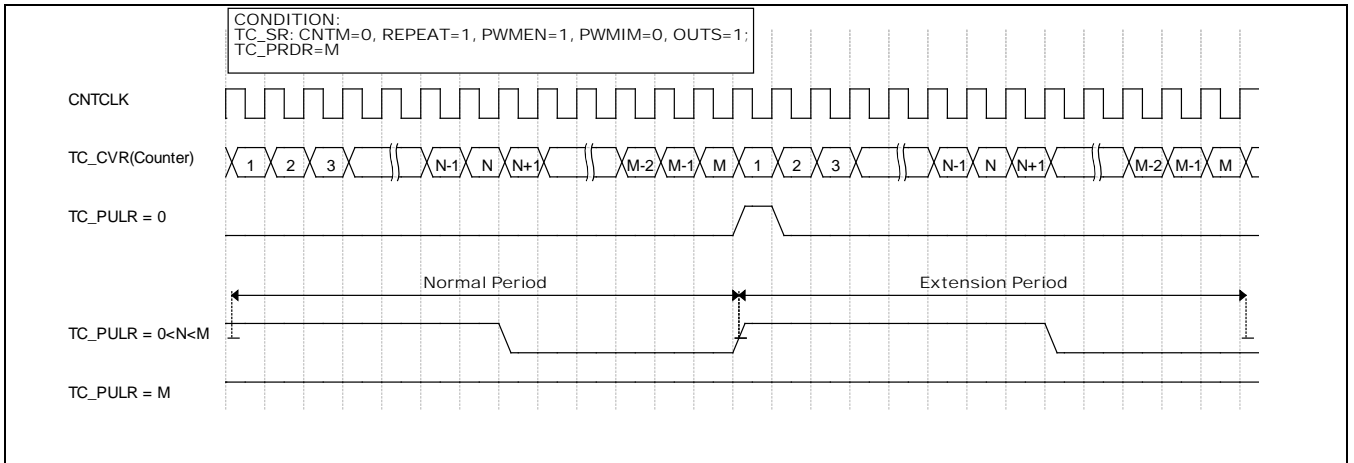 CONDITION:
TC_SR: CNTM=0, REPEAT=1, PWMEN=1, PWMIM=0, OUTS=1;
TC_PRDR=M
CNTCLK
TC_CVR(Counter) 1 2 3 N-1 N N+1 M-2 M-1 M 1 2 3 N-1 N N+1 M-2 M-1 M
TC_PULR = 0
Normal Period Extension Period
TC_PULR = 0<N<M
TC_PULR = M